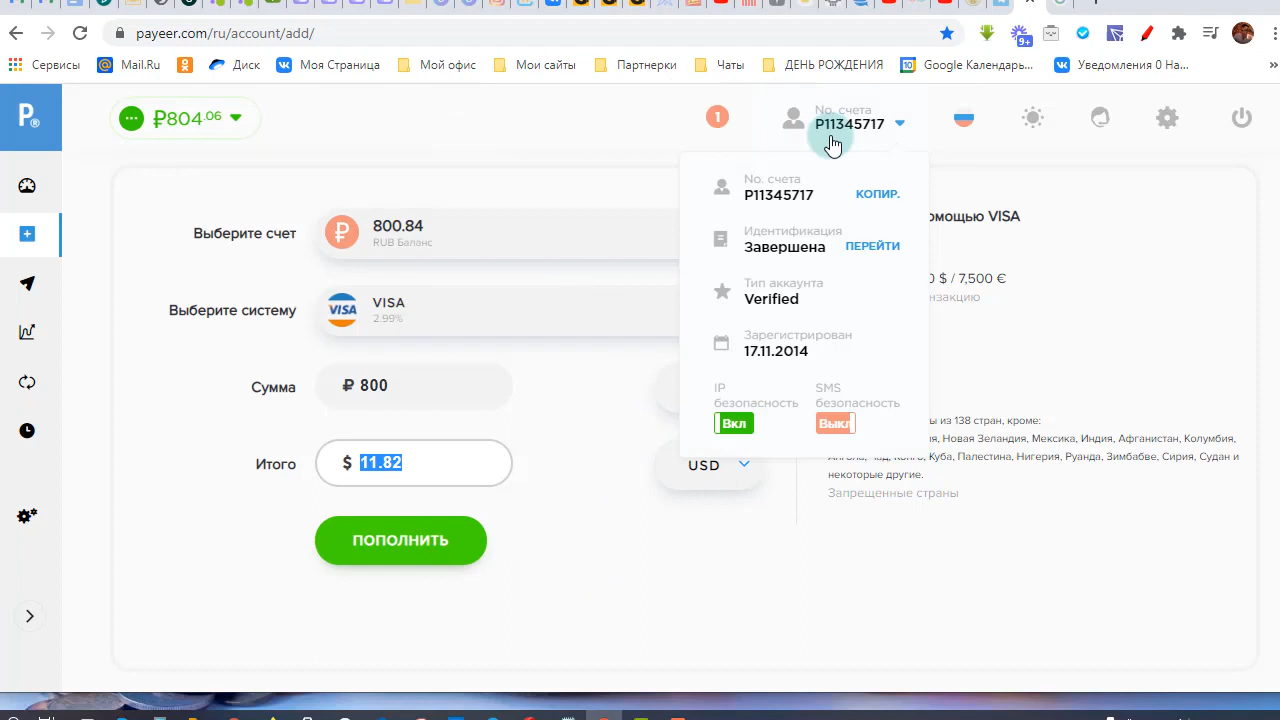 payeer.com/ru/account/add/
9+
Сервисы
Mail.Ru
Диск
Моя Страница
Мой офис
Мои сайты
Партнерки
Чаты
ДЕНЬ РОЖДЕНИЯ
10
Google Календарь...
Уведомления 0 На...
»
P®
₽804.06
1
No. счета
P11345717
No. счета
P11345717
КОПИР.
Идентификация
Завершена
ПЕРЕЙТИ
Тип аккаунта
Verified
Зарегистрирован
17.11.2014
IP безопасность
Вкл
SMS безопасность
Выкл
Выберите счет
₽
800.84
RUB Баланс
Выберите систему
VISA
VISA
2.99%
Сумма
₽ 800
Итого
$ 11.82
USD
ПОПОЛНИТЬ
мощью VISA
0 $ / 7,500 €
нзакцию
ы из 138 стран, кроме:
Новая Зеландия, Мексика, Индия, Афганистан, Колумбия,
Куба, Палестина, Нигерия, Руанда, Зимбабве, Сирия, Судан и
некоторые другие.
Запрещенные страны